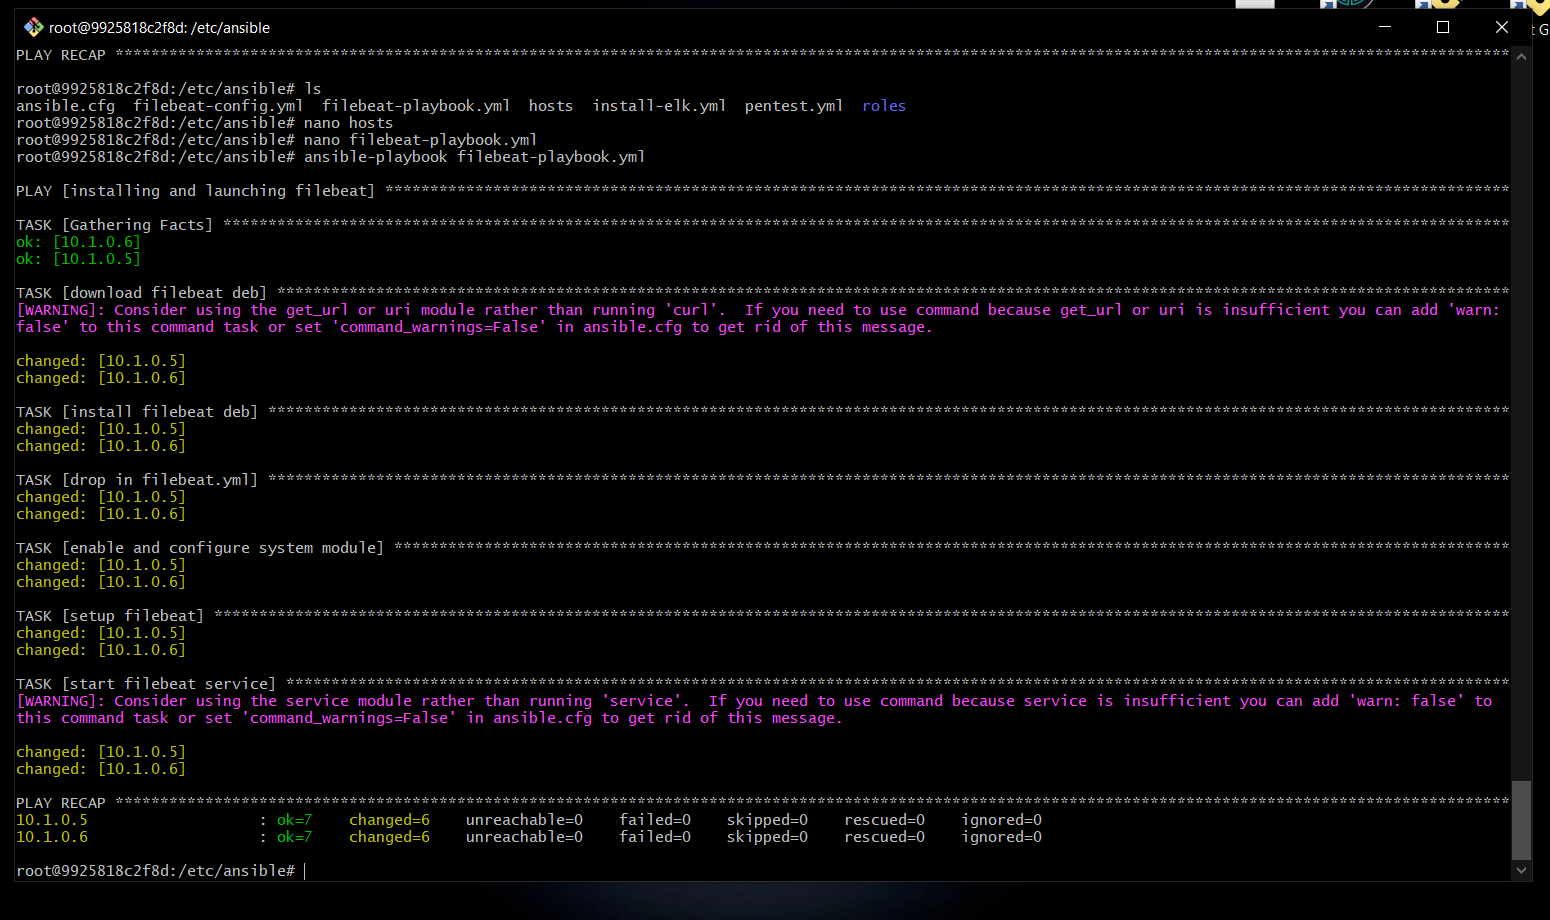 root@9925818c2f8d: /etc/ansible
t G
PLAY RECAP ***********************************************************************************************************************************************************
root@9925818c2f8d:/etc/ansible# ls
ansible.cfg  filebeat-config.yml  filebeat-playbook.yml  hosts  install-elk.yml  pentest.yml  roles
root@9925818c2f8d:/etc/ansible# nano hosts
root@9925818c2f8d:/etc/ansible# nano filebeat-playbook.yml
root@9925818c2f8d:/etc/ansible# ansible-playbook filebeat-playbook.yml
PLAY [installing and launching filebeat] *****************************************************************************************************************************
TASK [Gathering Facts] ***********************************************************************************************************************************************
ok: [10.1.0.6]
ok: [10.1.0.5]
TASK [download filebeat deb] *****************************************************************************************************************************************
[WARNING]: Consider using the get_url or uri module rather than running 'curl'.  If you need to use command because get_url or uri is insufficient you can add 'warn:
false' to this command task or set 'command_warnings=False' in ansible.cfg to get rid of this message.
changed: [10.1.0.5]
changed: [10.1.0.6]
TASK [install filebeat deb] ******************************************************************************************************************************************
changed: [10.1.0.5]
changed: [10.1.0.6]
TASK [drop in filebeat.yml] ******************************************************************************************************************************************
changed: [10.1.0.5]
changed: [10.1.0.6]
TASK [enable and configure system module] ****************************************************************************************************************************
changed: [10.1.0.5]
changed: [10.1.0.6]
TASK [setup filebeat] ************************************************************************************************************************************************
changed: [10.1.0.5]
changed: [10.1.0.6]
TASK [start filebeat service] ****************************************************************************************************************************************
[WARNING]: Consider using the service module rather than running 'service'.  If you need to use command because service is insufficient you can add 'warn: false' to
this command task or set 'command_warnings=False' in ansible.cfg to get rid of this message.
changed: [10.1.0.5]
changed: [10.1.0.6]
PLAY RECAP ***********************************************************************************************************************************************************
10.1.0.5                   : ok=7    changed=6    unreachable=0    failed=0    skipped=0    rescued=0    ignored=0
10.1.0.6                   : ok=7    changed=6    unreachable=0    failed=0    skipped=0    rescued=0    ignored=0
root@9925818c2f8d:/etc/ansible#